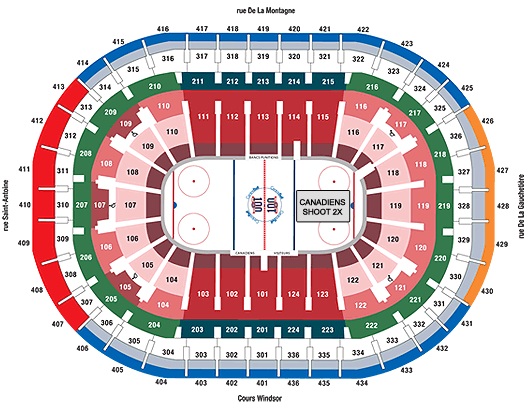 rue De La Montagne
417 418 419 420 421
416 422
415 423
414 424
413 425
412 426
411 427
410 428
409 429
408 430
407 431
406 432
405 433
404 403 402 401 436 435 434
318 319 320 321
317 322
316 323
315 324
314 325
313 326
312 327
311 328
310
309 329
308 330
307 331
306 332
305 333
304 303 302 301 336 335 334
211 212 213 214 215
210 216
209 217
208 218
207 219
206 220
205 221
204 203 202 201 224 223 222
111 112 113 114 115
110 116
110 116
109 117
109 117
108 118
108 118
107 119
106 120
106 120
105 121
105 121
104 122
104 122
103 102 101 124 123
BANCS PUNITIONS
CANADIENS
SHOOT 2X
CANADIENS VISITEURS
rue Saint-Antoine
rue De La Gauchetière
Cours Windsor